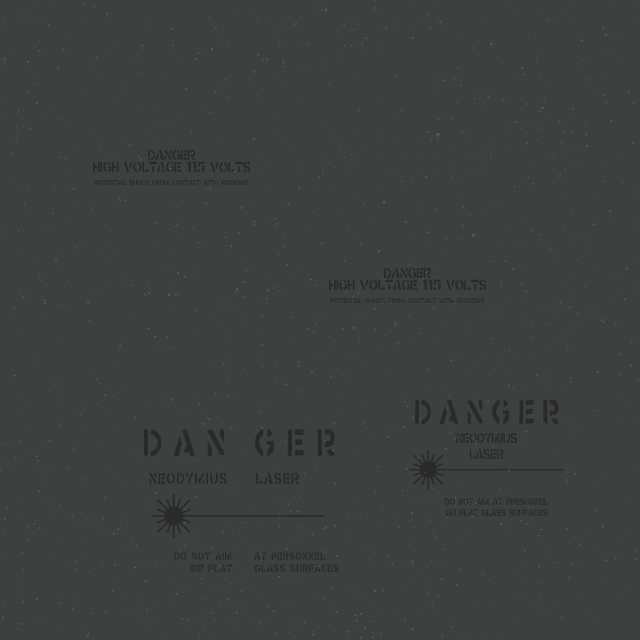 DANGER
HIGH VOLTAGE 115 VOLTS
POTENTIAL SHOCK FROM CONTACT WITH WINDOWS
DANGER
HIGH VOLTAGE 115 VOLTS
POTENTIAL SHOCK FROM CONTACT WITH WINDOWS
DANGER
NEODYMIUS
LASER
DO NOT AIM AT PERSONNEL
OR FLAT GLASS SURFACES
DAN GER
NEODYMIUS LASER
DO NOT AIM AT PERSONNEL
OR FLAT GLASS SURFACES